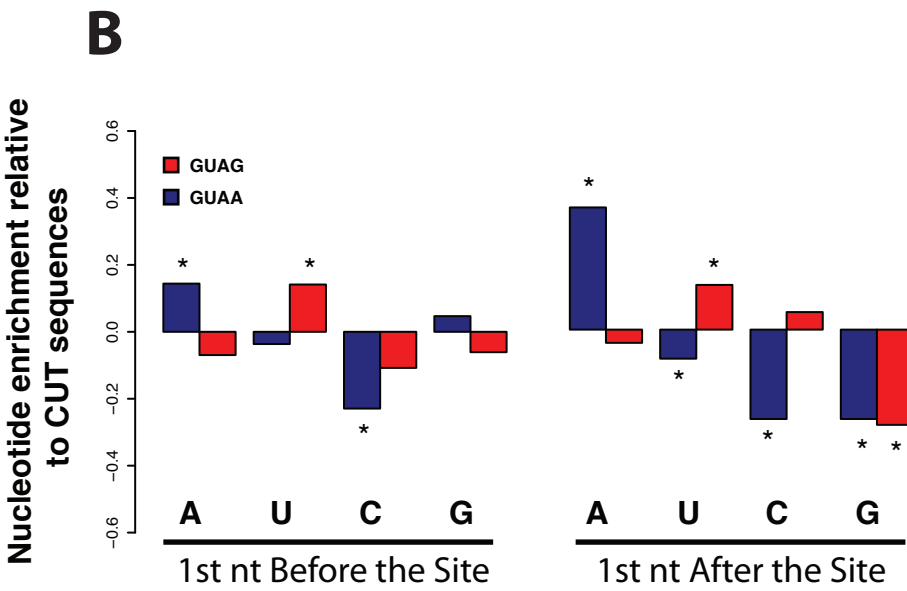 B
Nucleotide enrichment relative
to CUT sequences
0.6
0.4
0.2
0.0
−0.2
−0.4
−0.6
GUAG
GUAA
*
*
*
*
*
*
*
*
*
A U C G
A U C G
1st nt Before the Site
1st nt After the Site